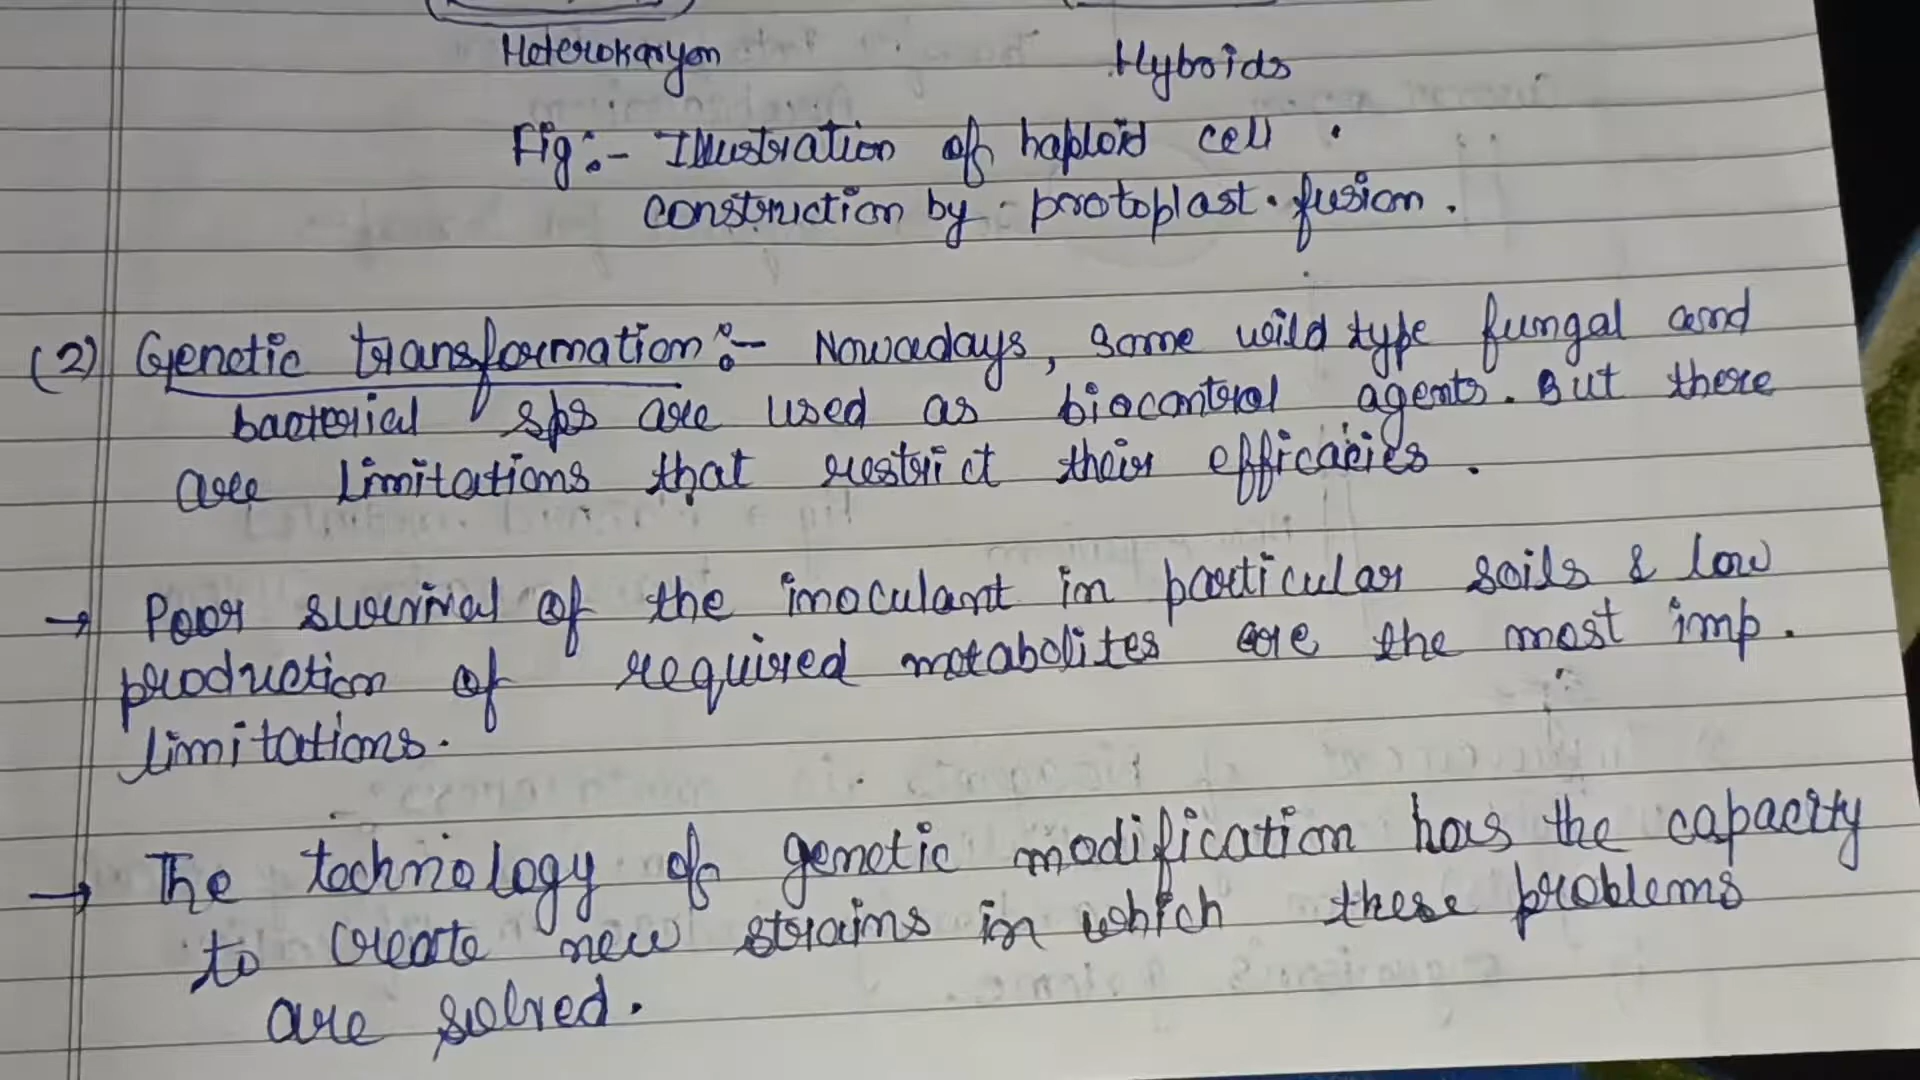 Heterokaryon Hybrids
Fig:- Illustration of haploid cell
construction by protoplast fusion.
(2) Genetic transformation:- Nowadays, some wild type fungal and
bacterial sps are used as biocontrol agents. But there
are limitations that restrict their efficacies.
→ Poor survival of the inoculant in particular soils & low
production of required metabolites are the most imp.
limitations.
→ The technology of genetic modification has the capacity
to create new strains in which these problems
are solved.